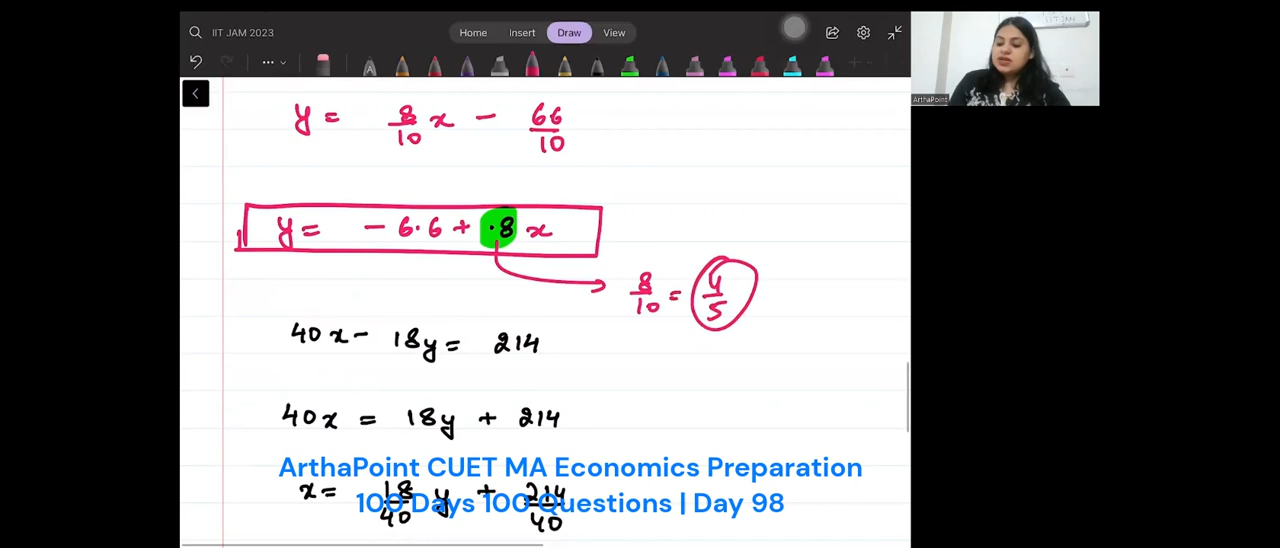 IIT JAM 2023
Home Insert Draw View
y = 8/10 x - 66/10
y = - 6.6 + .8 x
8/10 = 4/5
40x - 18y = 214
40x = 18y + 214
x = 18/40 y + 214/40
ArthaPoint CUET MA Economics Preparation
100 Days 100 Questions | Day 98
IIT JAM
ArthaPoint